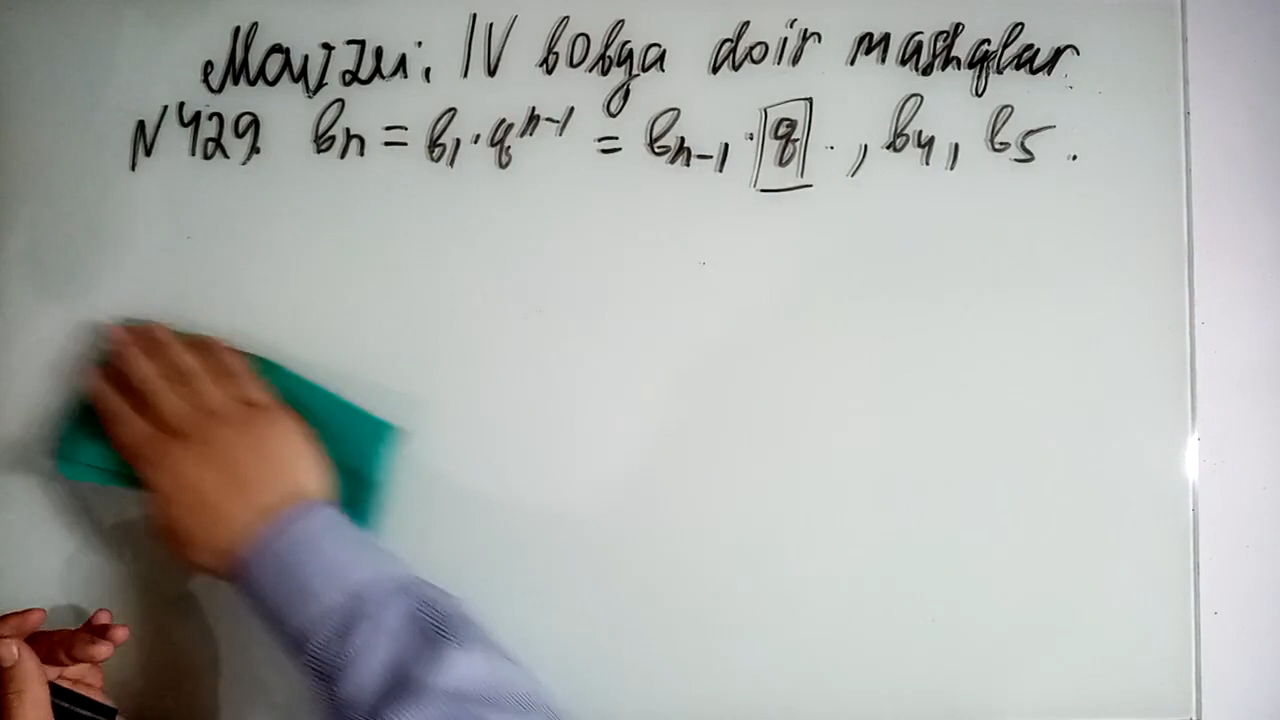 Mavzu: IV bobga doir mashqlar.
N429. bn = b1·q^n-1 = bn-1·q., b4, b5.